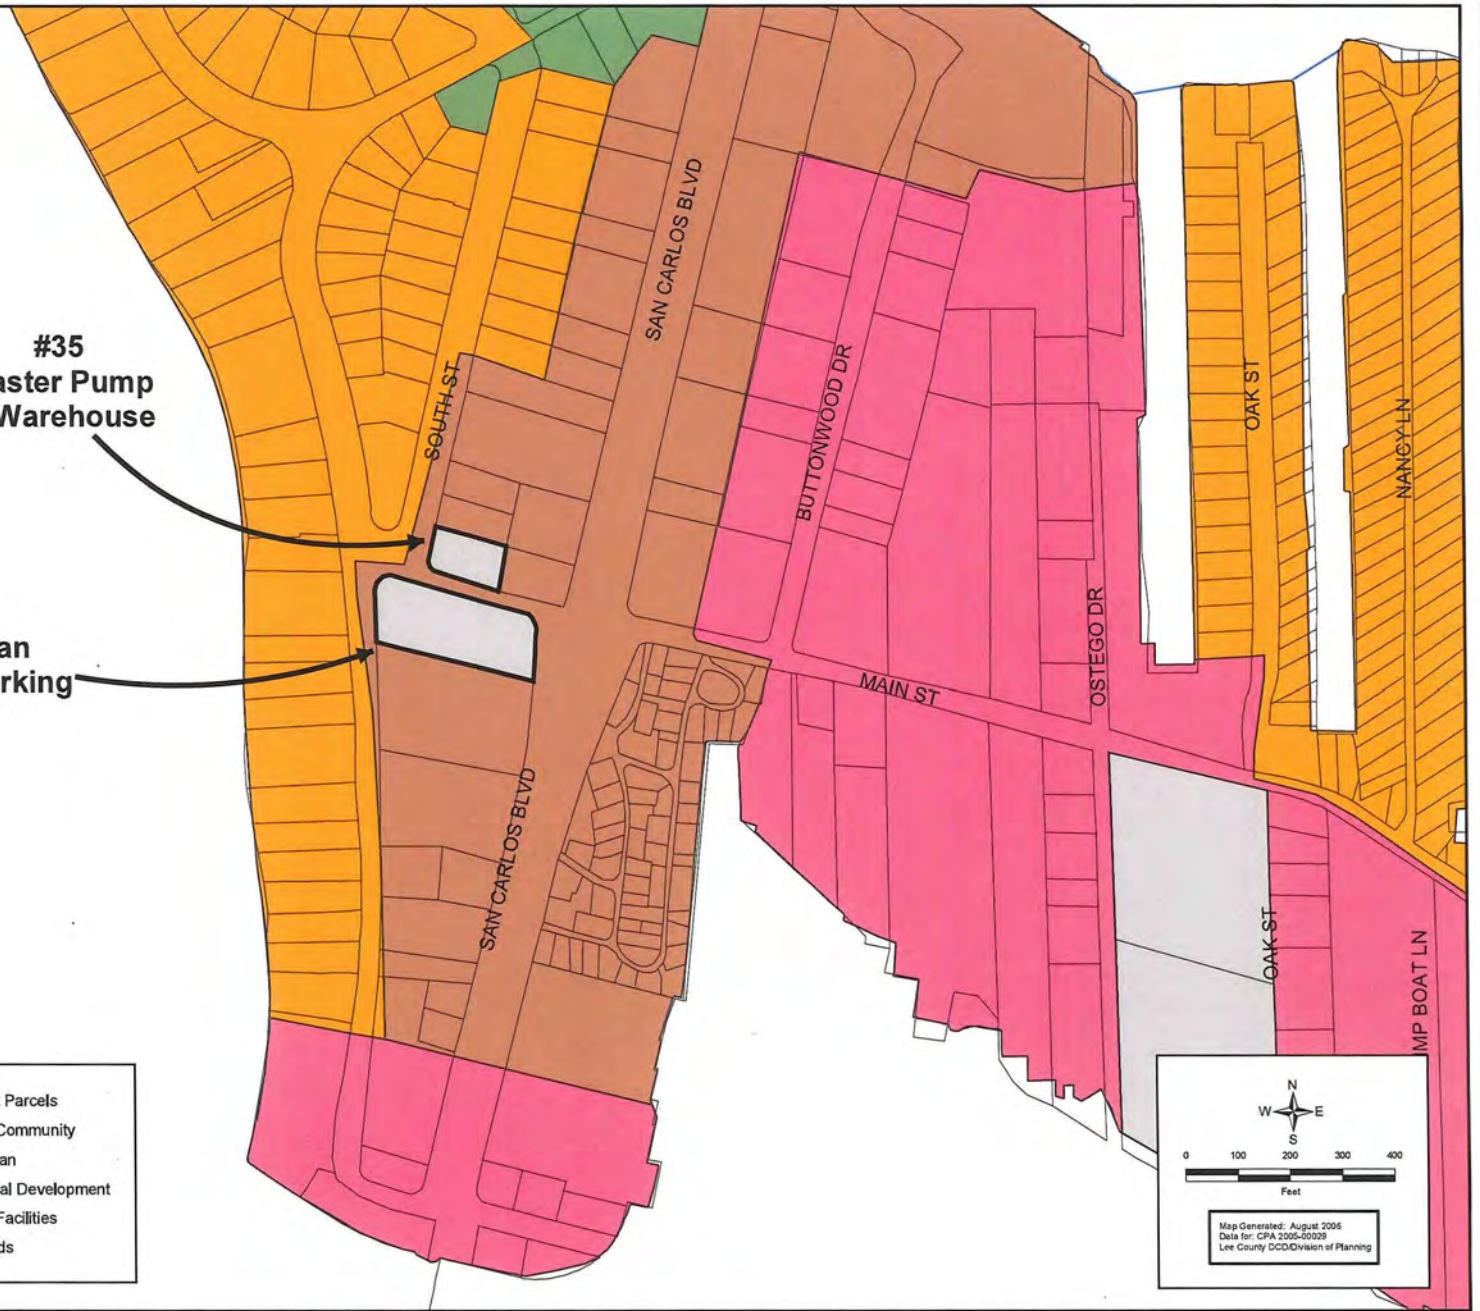 SAN CARLOS BLVD
#35
aster Pump
Warehouse
SOUTH ST
BUTTONWOOD DR
OAK ST
NANCY LN
an
rking
OSTEGO DR
MAIN ST
SAN CARLOS BLVD
OAK ST
MP BOAT LN
Parcels
Community
an
al Development
Facilities
ds
N
W E
S
0 100 200 300 400
Feet
Map Generated: August 2006
Data for: CPA 2005-00029
Lee County DCD/Division of Planning